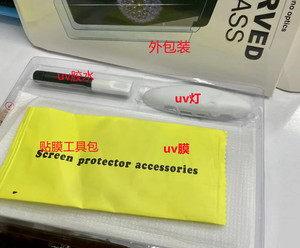 no optics
RVED
ASS
外包装
uv胶水
uv灯
贴膜工具包
uv膜
Screen protector accessories